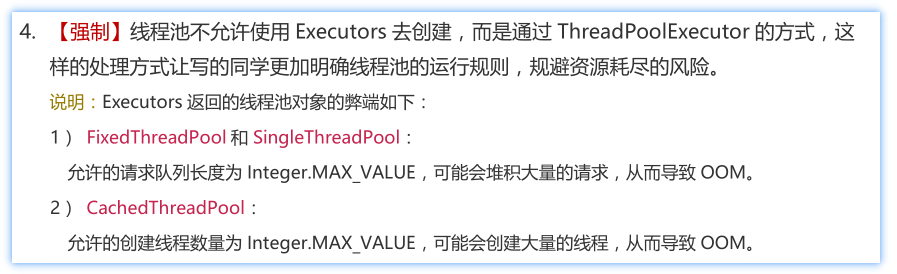 4. 【强制】线程池不允许使用 Executors 去创建，而是通过 ThreadPoolExecutor 的方式，这
样的处理方式让写的同学更加明确线程池的运行规则，规避资源耗尽的风险。
说明：Executors 返回的线程池对象的弊端如下：
1） FixedThreadPool 和 SingleThreadPool：
允许的请求队列长度为 Integer.MAX_VALUE，可能会堆积大量的请求，从而导致 OOM。
2） CachedThreadPool：
允许的创建线程数量为 Integer.MAX_VALUE，可能会创建大量的线程，从而导致 OOM。